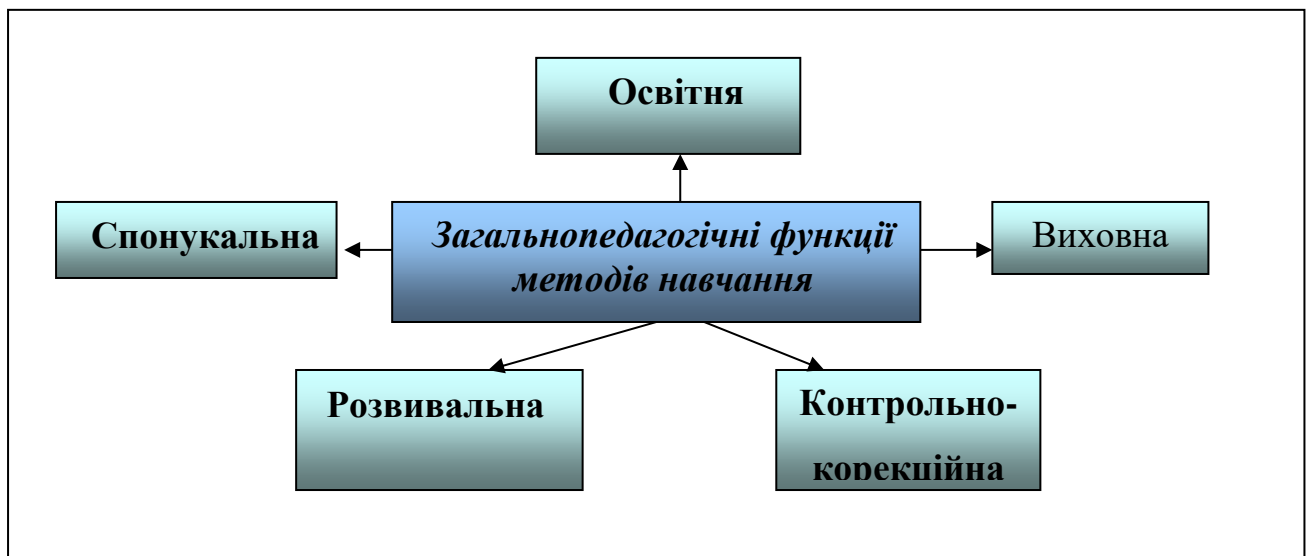 Освітня
Спонукальна
Загальнопедагогічні функції
методів навчання
Виховна
Розвивальна
Контрольно-
корекційна